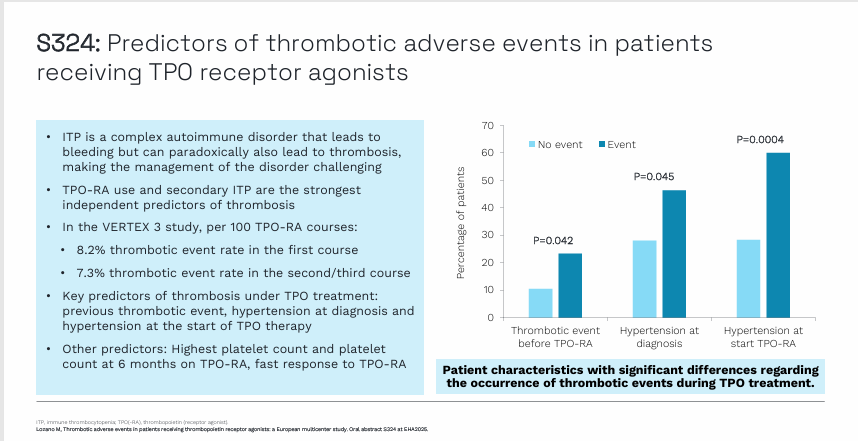 S324: Predictors of thrombotic adverse events in patients
receiving TPO receptor agonists
• ITP is a complex autoimmune disorder that leads to
bleeding but can paradoxically also lead to thrombosis,
making the management of the disorder challenging
• TPO-RA use and secondary ITP are the strongest
independent predictors of thrombosis
• In the VERTEX 3 study, per 100 TPO-RA courses:
• 8.2% thrombotic event rate in the first course
• 7.3% thrombotic event rate in the second/third course
• Key predictors of thrombosis under TPO treatment:
previous thrombotic event, hypertension at diagnosis and
hypertension at the start of TPO therapy
• Other predictors: Highest platelet count and platelet
count at 6 months on TPO-RA, fast response to TPO-RA
Percentage of patients
70
60
50
40
30
20
10
0
No event
Event
P=0.042
P=0.045
P=0.0004
Thrombotic event
before TPO-RA
Hypertension at
diagnosis
Hypertension at
start TPO-RA
Patient characteristics with significant differences regarding
the occurrence of thrombotic events during TPO treatment.
ITP, immune thrombocytopenia; TPO(-RA), thrombopoietin (receptor agonist).
Lozano M, Thrombotic adverse events in patients receiving thrombopoietin receptor agonists: a European multicenter study. Oral abstract S324 at EHA2025.